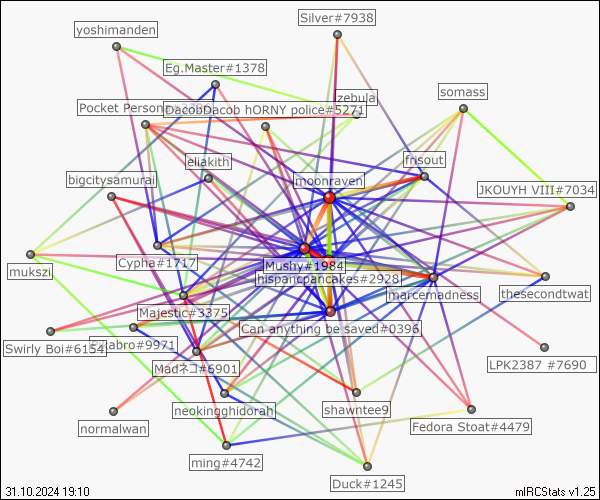 Silver#7938
yoshimanden
Eg.Master#1378
zebula
somass
DacobDacob hORNY police#5271
Pocket Persona
eliakith
frisout
bigcitysamurai
moonraven
JKOUYH VIII#7034
mukszi
Cypha#1717
Mushy#1984
hispancpancakes#2928
marcemadness
thesecondtwat
Majestic#3375
Can anything be saved#0396
Swirly Boi#6154
abro#9971
Madネコ#6901
LPK2387 #7690
normalwan
neokingghidorah
shawntee9
Fedora Stoat#4479
ming#4742
Duck#1245
31.10.2024 19:10
mIRCStats v1.25